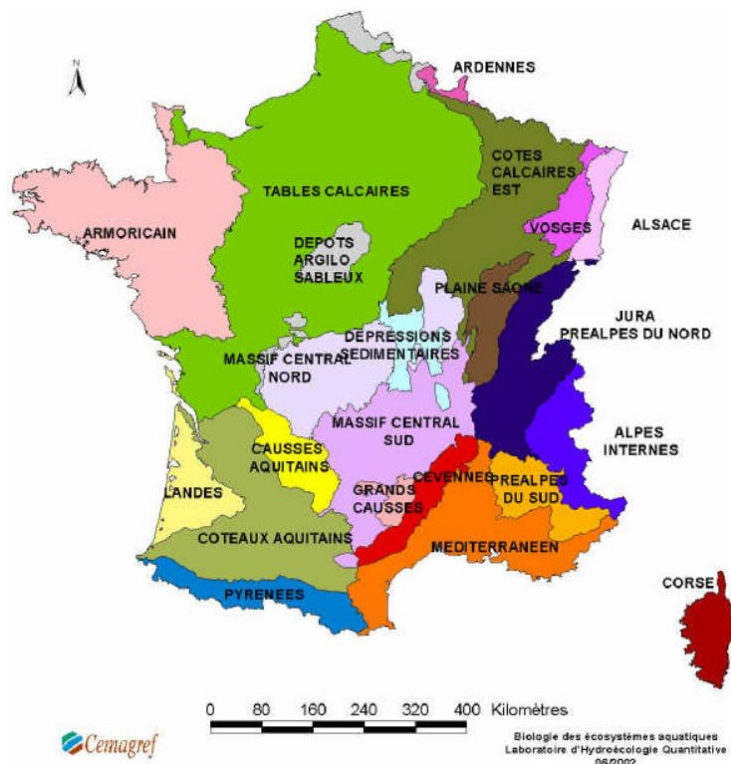 N
ARDENNES
COTES
CALCAIRES
EST
TABLES CALCAIRES
ARMORICAIN
VOSGES
ALSACE
DEPOTS
ARGILO
SABLEUX
PLAINE SAONE
JURA
PREALPES DU NORD
DEPRESSIONS
SEDIMENTAIRES
MASSIF CENTRAL
NORD
MASSIF CENTRAL
SUD
ALPES
INTERNES
CAUSSES
AQUITAINS
CEVENNES
PREALPES
DU SUD
LANDES
GRANDS
CAUSSES
COTEAUX AQUITAINS
MEDITERRANEEN
PYRENEES
CORSE
0 80 160 240 320 400 Kilomètres
Cemagref
Biologie des écosystèmes aquatiques
Laboratoire d'Hydroécologie Quantitative
06/2002